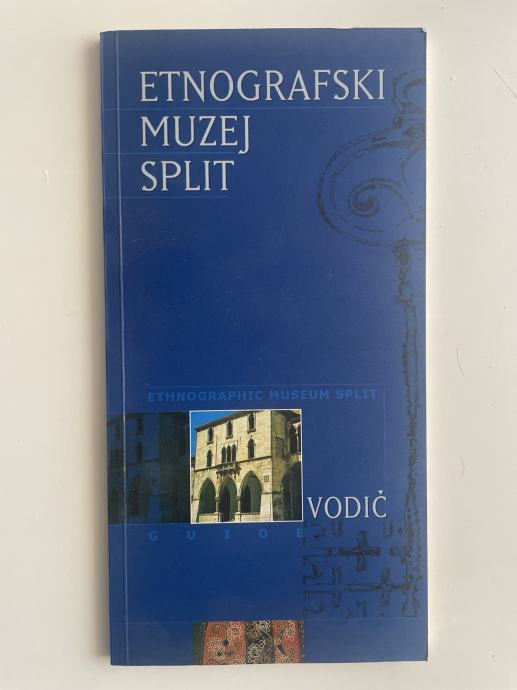 ETNOGRAFSKI
MUZEJ
SPLIT
ETHNOGRAPHIC MUSEUM SPLIT
VODIČ
GUIDE